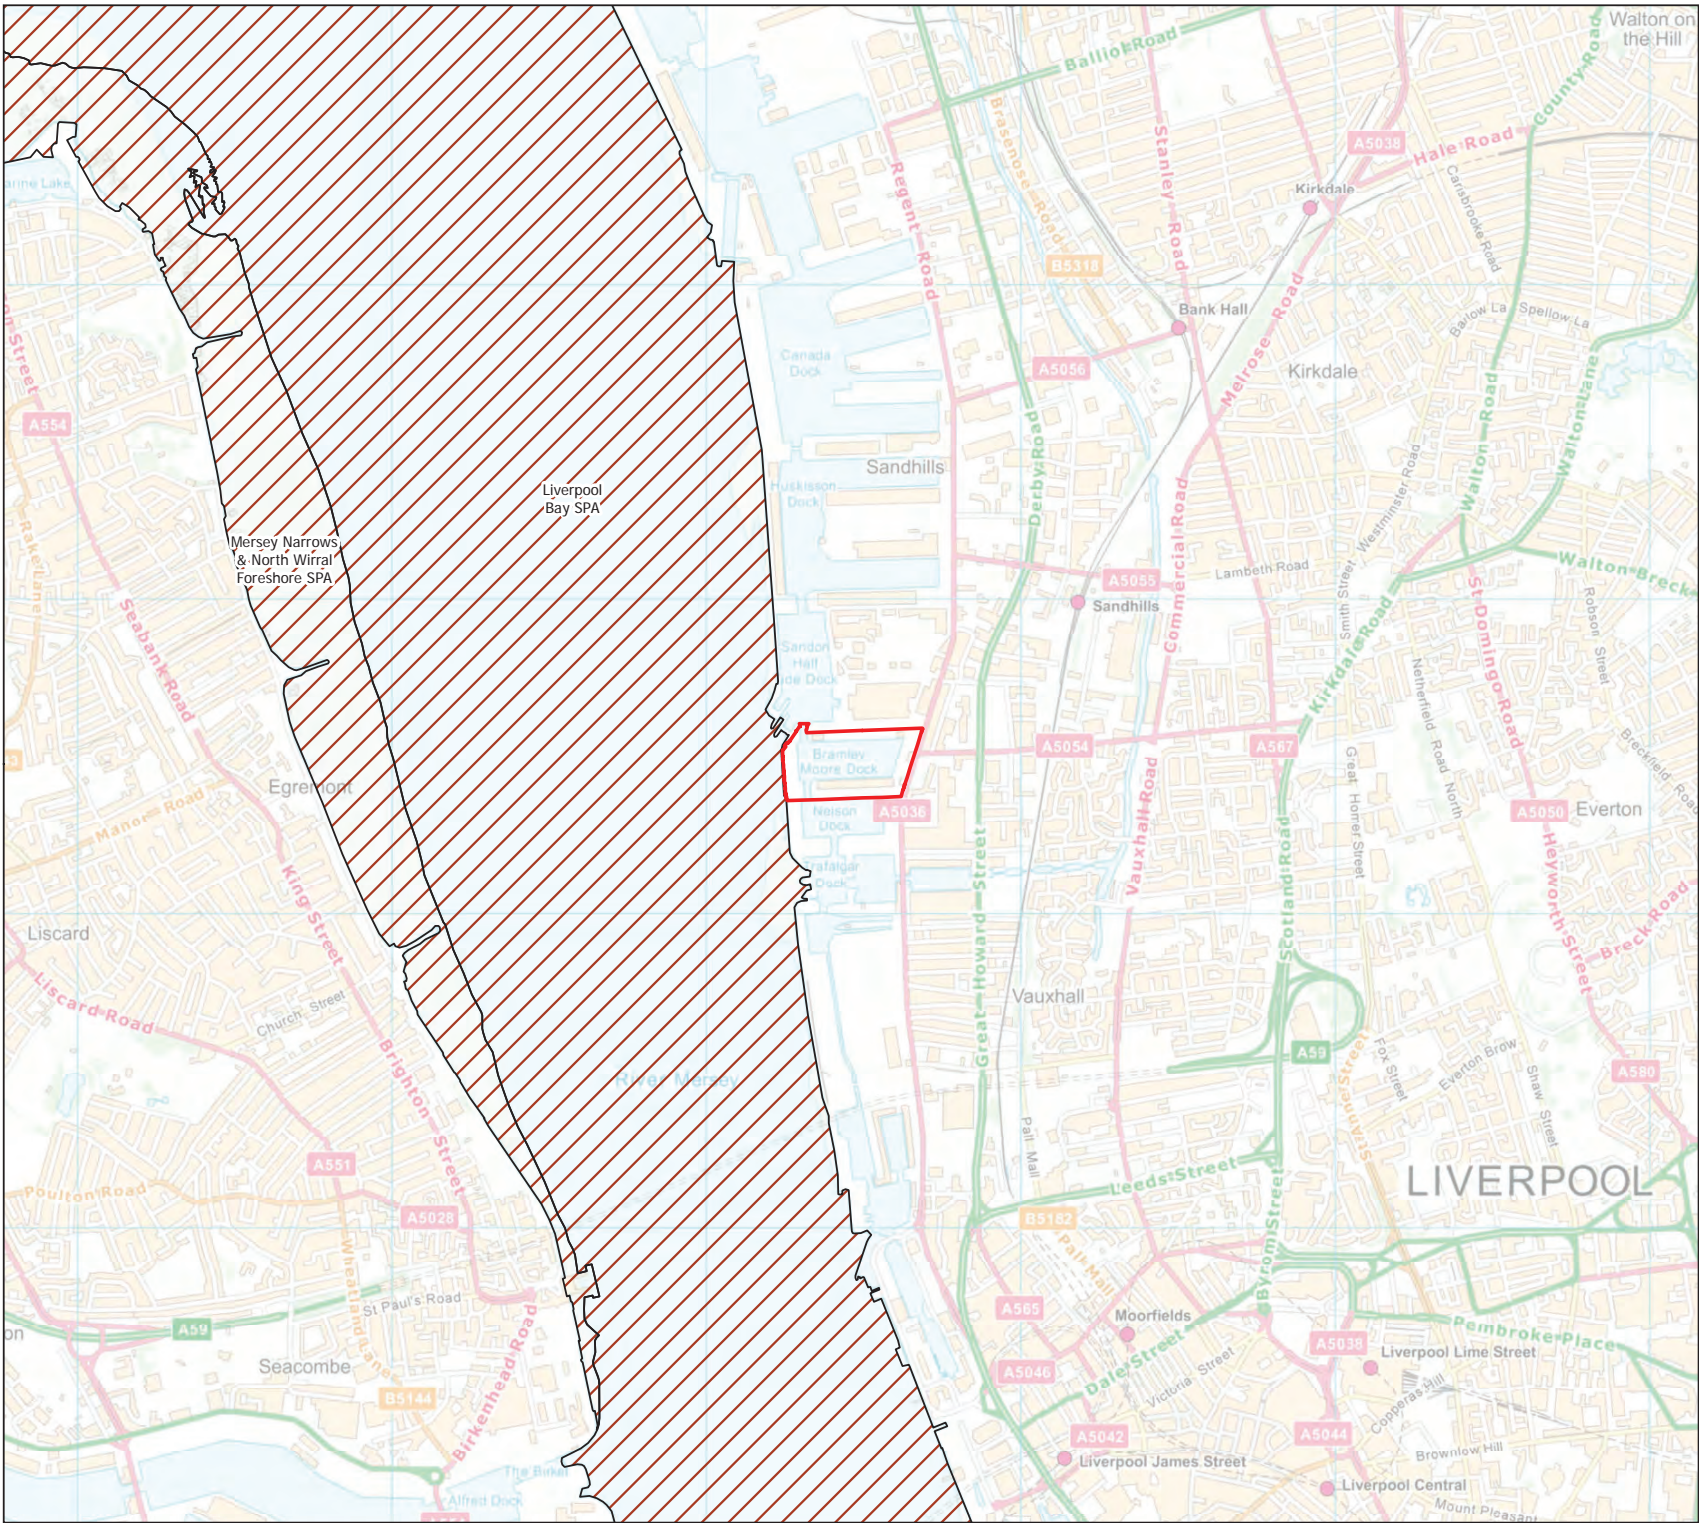 Walton on
the Hill
Balliol Road
County Road
Brasenose Road
Stanley Road
A5038
Hale Road
Regent Road
Kirkdale
Carisbrooke Road
B5318
Bank Hall
Barlow La
Spellow La
Melrose Road
Canada
Dock
A5056
Kirkdale
Derby Road
Walton Road
Walton Lane
A554
Sandhills
Huskisson
Dock
Liverpool
Bay SPA
Mersey Narrows
& North Wirral
Foreshore SPA
Commercial Road
Westminster Road
Lambeth Road
A5055
Sandhills
Smith Street
Walton Breck
Robson Street
Seabank Road
Sandon
Half
Kirkdale Road
St Domingo Road
Netherfield Road North
Bramley
Moore Dock
A5054
A567
Breckfield Road
Egremont
Manor Road
Nelson
Dock
A5036
Great Homer Street
A5050
Everton
Vauxhall Road
Dock
Heyworth Street
King Street
Great Howard Street
Scotland Road
Breck Road
Liscard
Liscard Road
Church Street
Vauxhall
Brighton Street
River Mersey
A59
Fox Street
Everton Brow
Shaw Street
A580
Pall Mall
A551
Poulton Road
Leeds Street
LIVERPOOL
A5028
B5182
Pall Mall
Byrom Street
Wheatland Lane
St Paul's Road
A59
Seacombe
Birkenhead Road
A565
Moorfields
A5038
Pembroke Place
Liverpool Lime Street
A5046
Dale Street
Victoria Street
Copperas Hill
B5144
A5042
A5044
Liverpool James Street
Brownlow Hill
Liverpool Central
Alfred Dock
Mount Pleasant